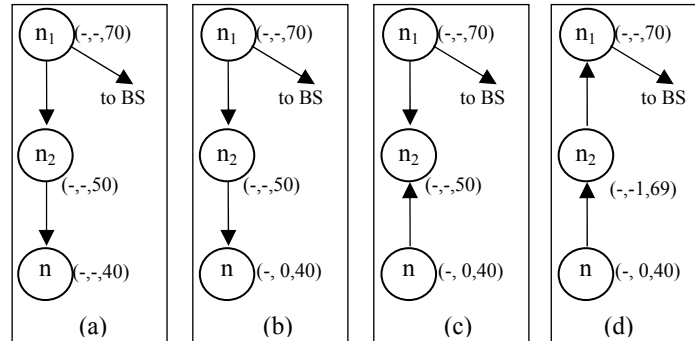 n1 (-,-,70)
to BS
n2
(-,-,50)
n (-,-,40)
(a)
n1 (-,-,70)
to BS
n2
(-,-,50)
n (-, 0,40)
(b)
n1 (-,-,70)
to BS
n2
(-,-,50)
n (-, 0,40)
(c)
n1 (-,-,70)
to BS
n2
(-,-1,69)
n (-, 0,40)
(d)